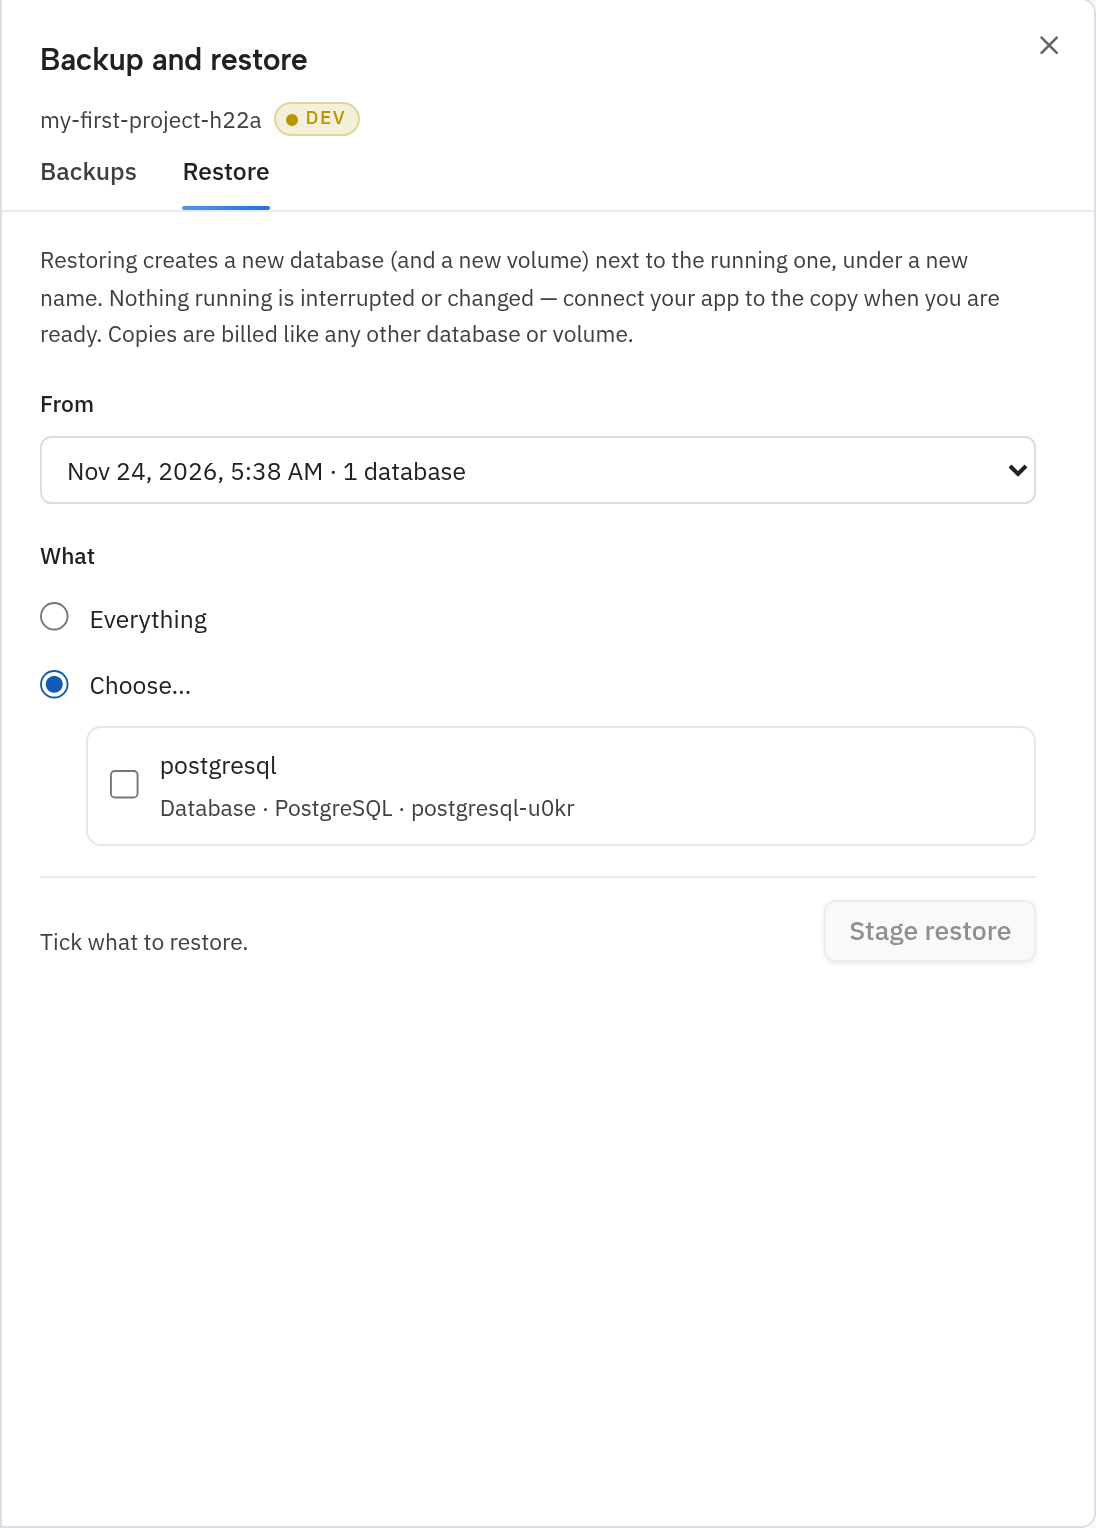 Backup and restore
my-first-project-h22a DEV
Backups Restore
Restoring creates a new database (and a new volume) next to the running one, under a new
name. Nothing running is interrupted or changed — connect your app to the copy when you are
ready. Copies are billed like any other database or volume.
From
Nov 24, 2026, 5:38 AM · 1 database
What
Everything
Choose...
postgresql
Database · PostgreSQL · postgresql-u0kr
Tick what to restore.
Stage restore